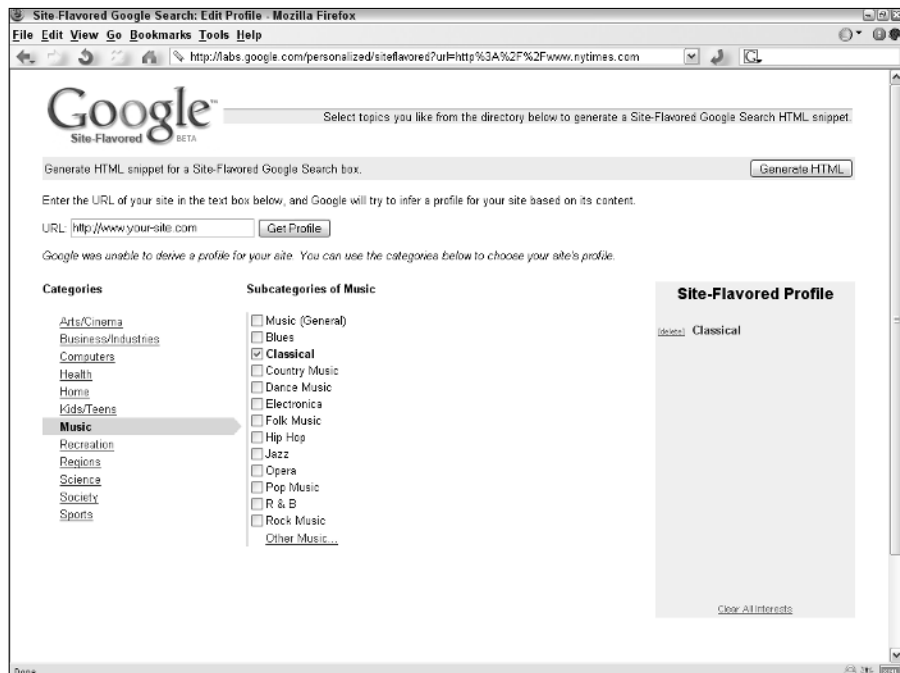 Site-Flavored Google Search: Edit Profile - Mozilla Firefox
File Edit View Go Bookmarks Tools Help
http://labs.google.com/personalized/siteflavored?url=http%3A%2F%2Fwww.nytimes.com
G
Google™
Site-Flavored BETA
Select topics you like from the directory below to generate a Site-Flavored Google Search HTML snippet.
Generate HTML snippet for a Site-Flavored Google Search box.
Generate HTML
Enter the URL of your site in the text box below, and Google will try to infer a profile for your site based on its content.
URL: http://www.your-site.com Get Profile
Google was unable to derive a profile for your site. You can use the categories below to choose your site's profile.
Categories
Arts/Cinema
Business/Industries
Computers
Health
Home
Kids/Teens
Music
Recreation
Regions
Science
Society
Sports
Subcategories of Music
Music (General)
Blues
Classical
Country Music
Dance Music
Electronica
Folk Music
Hip Hop
Jazz
Opera
Pop Music
R & B
Rock Music
Other Music...
Site-Flavored Profile
[delete] Classical
Clear All Interests
Done